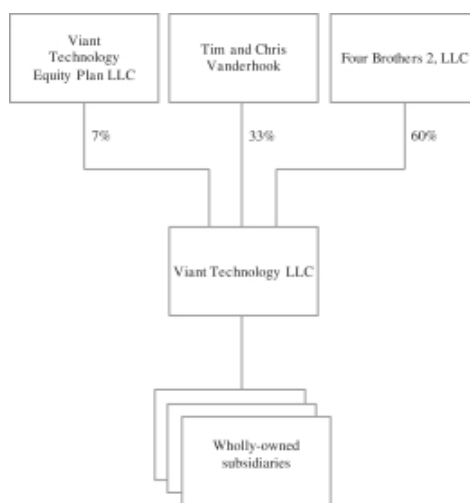 Viant
Technology
Equity Plan LLC
Tim and Chris
Vanderhook
Four Brothers 2, LLC
7%
33%
60%
Viant Technology LLC
Wholly-owned
subsidiaries